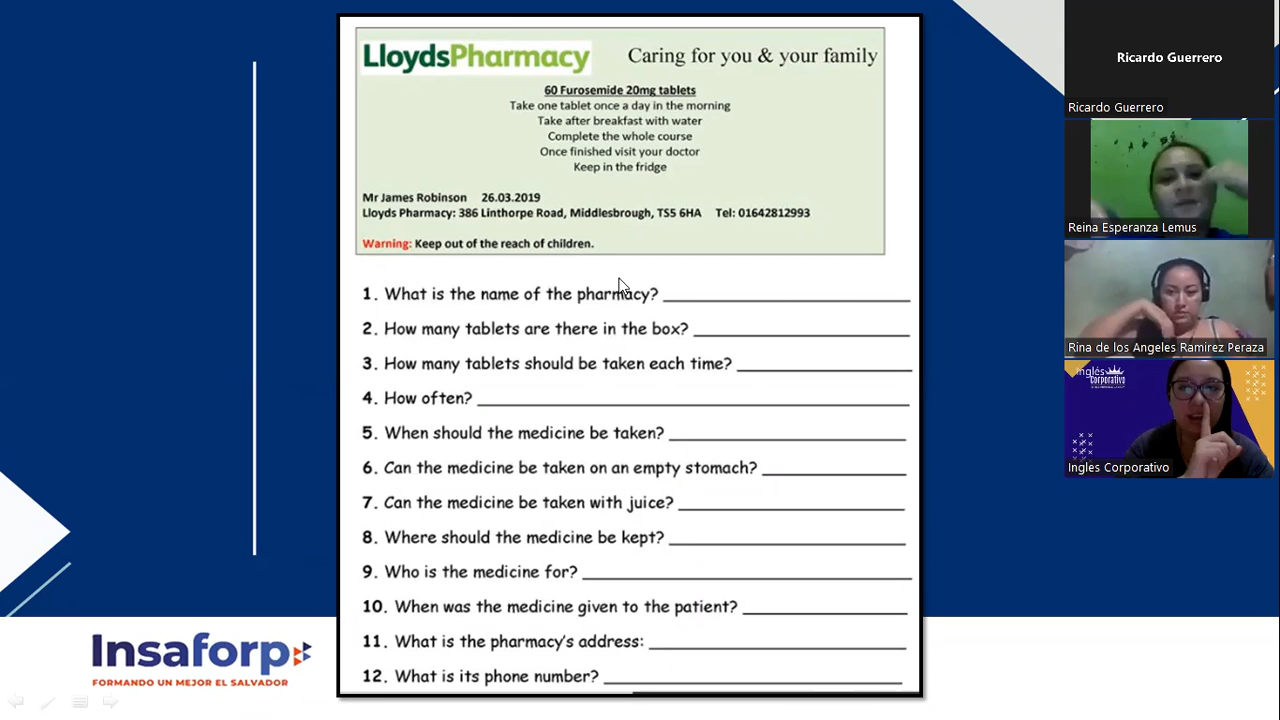 LloydsPharmacy Caring for you & your family
60 Furosemide 20mg tablets
Take one tablet once a day in the morning
Take after breakfast with water
Complete the whole course
Once finished visit your doctor
Keep in the fridge
Mr James Robinson 26.03.2019
Lloyds Pharmacy: 386 Linthorpe Road, Middlesbrough, TS5 6HA Tel: 01642812993
Warning: Keep out of the reach of children.
1. What is the name of the pharmacy?
2. How many tablets are there in the box?
3. How many tablets should be taken each time?
4. How often?
5. When should the medicine be taken?
6. Can the medicine be taken on an empty stomach?
7. Can the medicine be taken with juice?
8. Where should the medicine be kept?
9. Who is the medicine for?
10. When was the medicine given to the patient?
11. What is the pharmacy's address:
12. What is its phone number?
Insaforp
FORMANDO UN MEJOR EL SALVADOR
Ricardo Guerrero
Ricardo Guerrero
Reina Esperanza Lemus
Rina de los Angeles Ramirez Peraza
Inglés
Corporativo
Ingles Corporativo